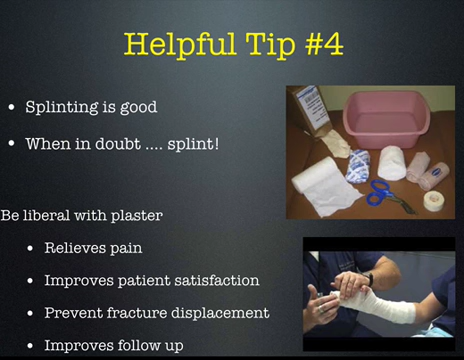 Helpful Tip #4
• Splinting is good
• When in doubt .... splint!
Be liberal with plaster
• Relieves pain
• Improves patient satisfaction
• Prevent fracture displacement
• Improves follow up